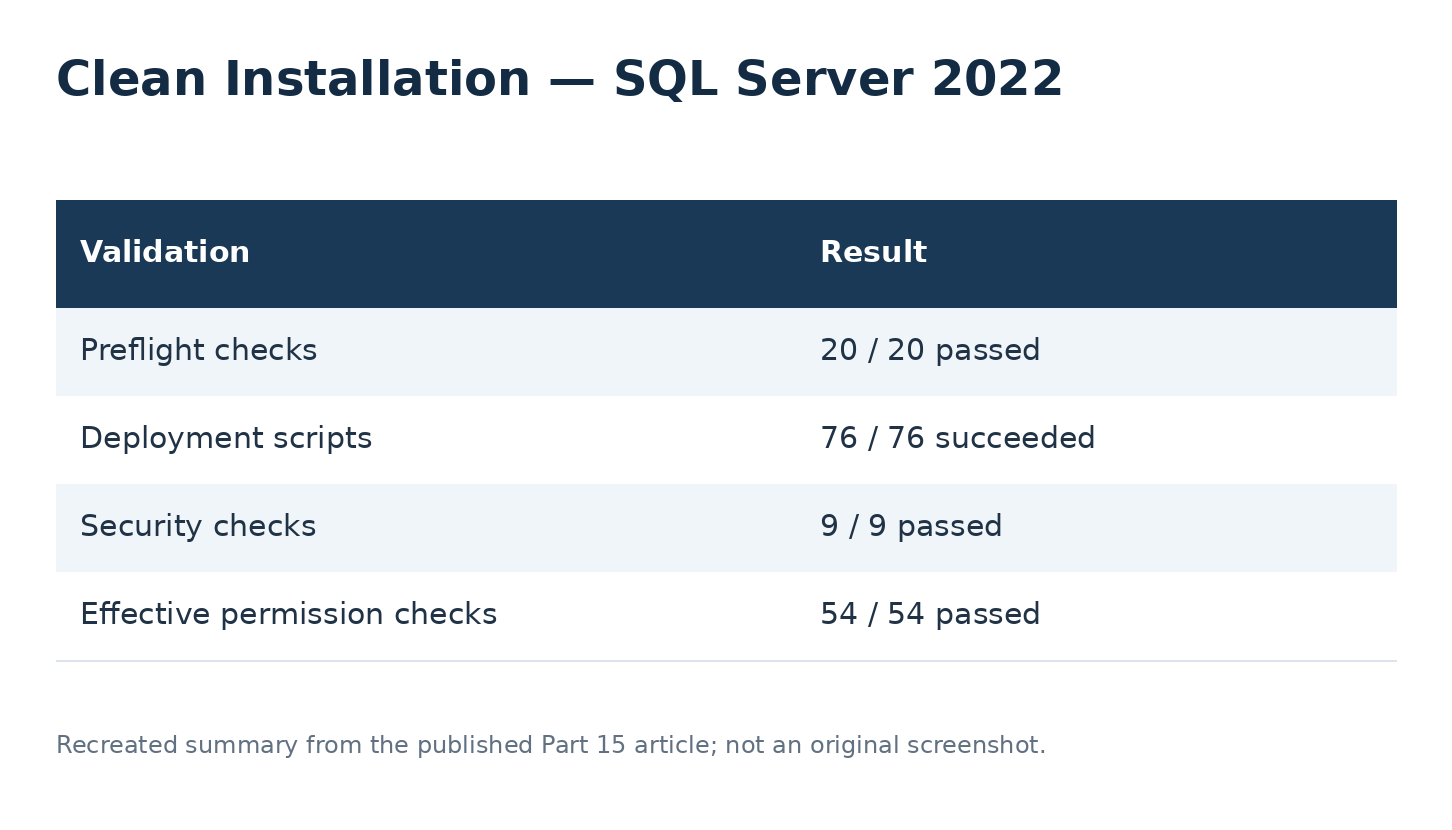 Clean Installation — SQL Server 2022
Validation Result
Preflight checks 20 / 20 passed
Deployment scripts 76 / 76 succeeded
Security checks 9 / 9 passed
Effective permission checks 54 / 54 passed
Recreated summary from the published Part 15 article; not an original screenshot.